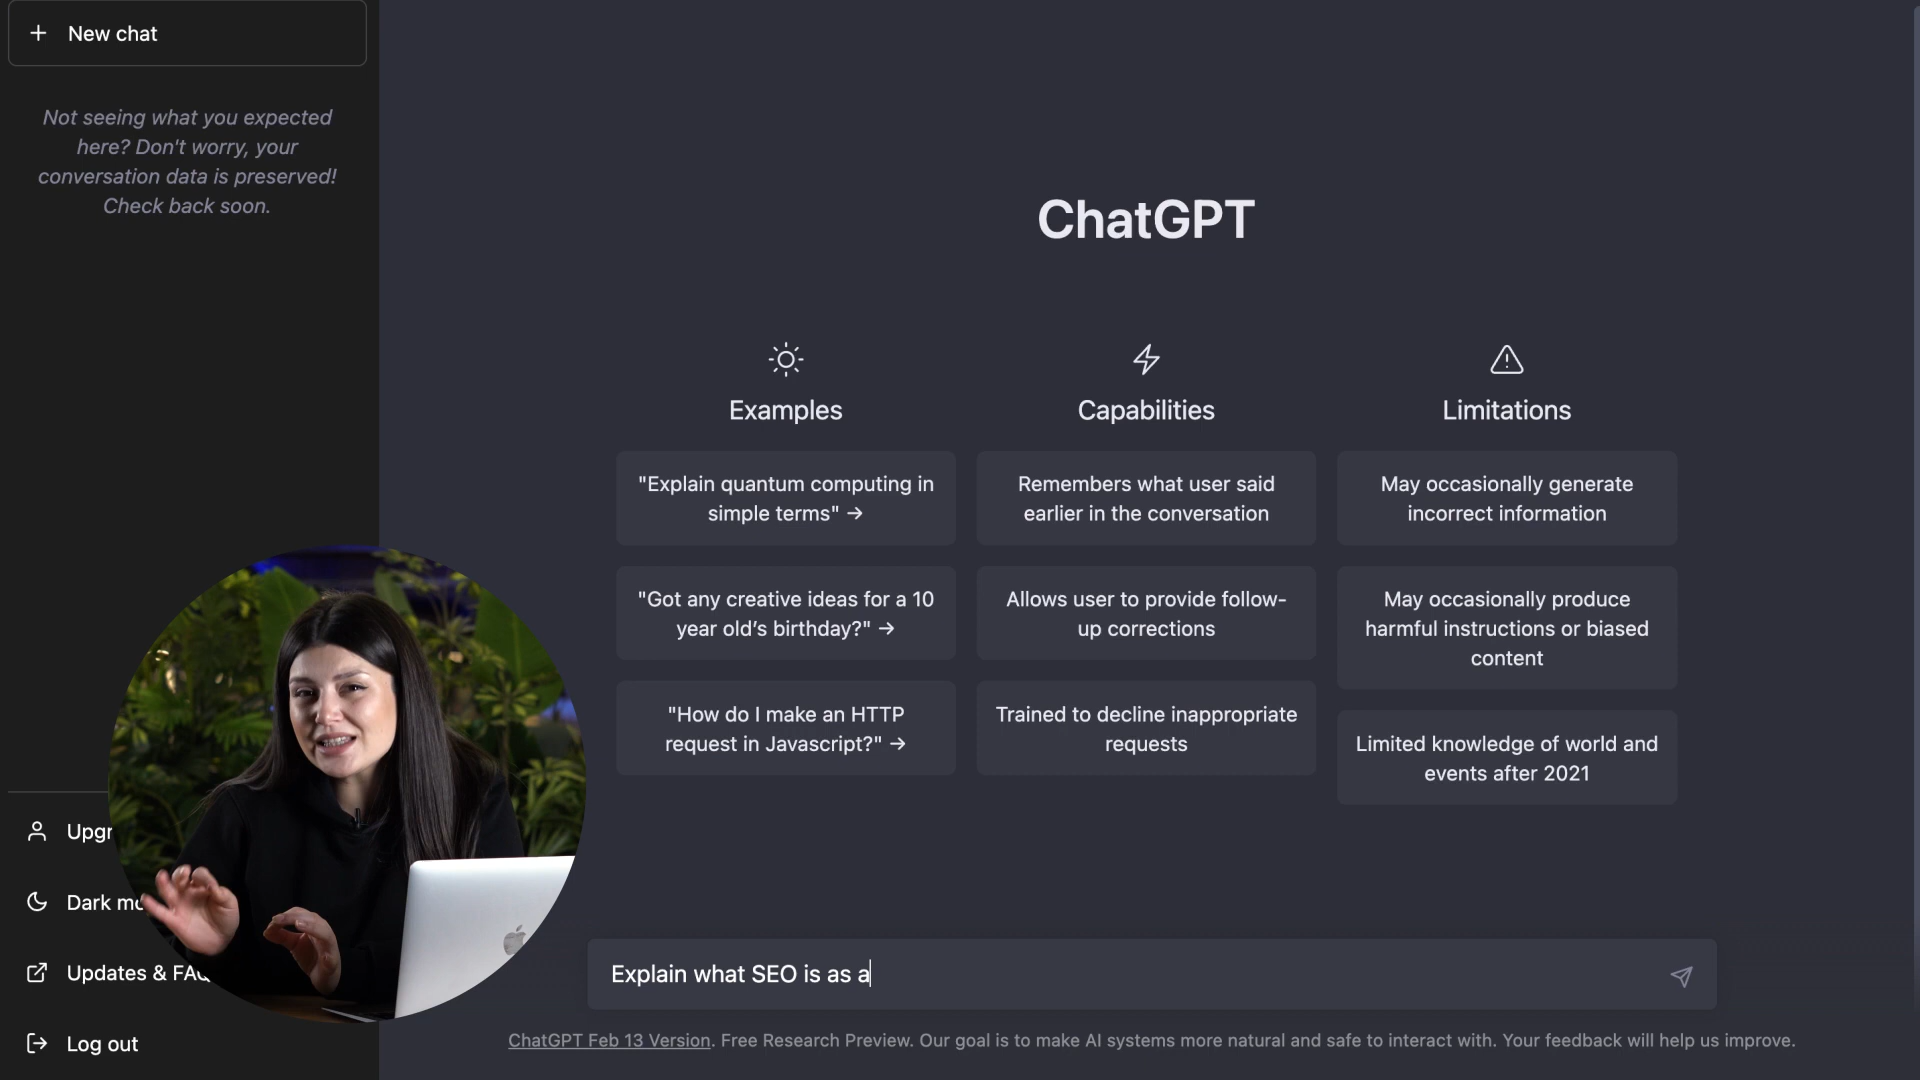 New chat
Not seeing what you expected
here? Don't worry, your
conversation data is preserved!
Check back soon.
ChatGPT
Examples
"Explain quantum computing in
simple terms" →
"Got any creative ideas for a 10
year old’s birthday?" →
"How do I make an HTTP
request in Javascript?" →
Capabilities
Remembers what user said
earlier in the conversation
Allows user to provide follow-
up corrections
Trained to decline inappropriate
requests
Limitations
May occasionally generate
incorrect information
May occasionally produce
harmful instructions or biased
content
Limited knowledge of world and
events after 2021
Upgr
Dark mo
Updates & FAQ
Log out
Explain what SEO is as a
ChatGPT Feb 13 Version. Free Research Preview. Our goal is to make AI systems more natural and safe to interact with. Your feedback will help us improve.